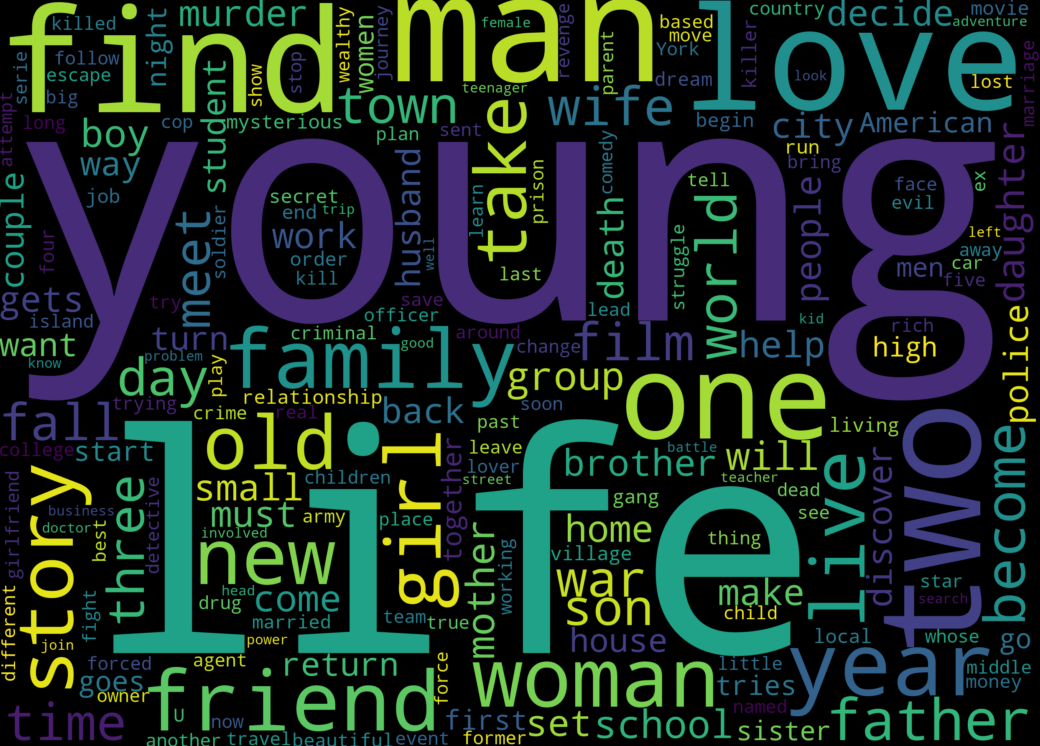 find
man
love
young
life
killed
serie
follow
escape
big
night
murder
show
stop
wealthy
women
journey
female
teenager
revenge
parent
based
move
York
dream
killer
country
decide
movie
adventure
look
lost
marriage
attempt
long
boy
way
job
cop
student
mysterious
town
plan
sent
take
wife
begin
city
American
run
bring
couple
four
gets
island
want
know
meet
soldier
try
turn
problem
secret
end
trip
work
order
kill
husband
well
save
officer
criminal
good
around
learn
prison
last
comedy
death
lead
struggle
tell
world
people
kid
face
evil
ex
left
away
men
car
five
daughter
rich
high
police
day
play
family
change
film
help
group
one
two
relationship
crime
real
back
soon
past
fall
trying
college
start
old
girl
leave
lover
street
together
brother
battle
will
teacher
living
dead
see
gang
live
discover
become
story
girlfriend
business
doctor
best
three
detective
small
children
must
army
place
involved
new
head
drug
come
married
team
true
mother
working
home
village
war
son
house
thing
make
child
star
search
different
fight
join
power
forced
goes
owner
agent
return
force
friend
U
now
time
another
travel
beautiful
event
first
former
woman
set
school
little
tries
named
sister
local
year
whose
go
middle
money
father